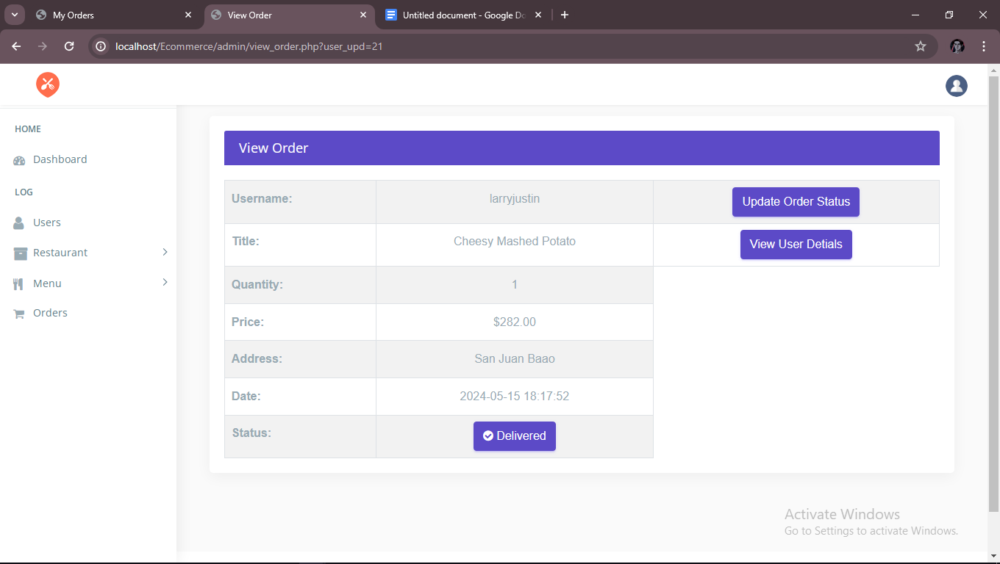 My Orders
View Order
Untitled document - Google Do
localhost/Ecommerce/admin/view_order.php?user_upd=21
HOME
Dashboard
LOG
Users
Restaurant
Menu
Orders
View Order
Username: larryjustin Update Order Status
Title: Cheesy Mashed Potato View User Detials
Quantity: 1
Price: $282.00
Address: San Juan Baao
Date: 2024-05-15 18:17:52
Status: Delivered
Activate Windows
Go to Settings to activate Windows.